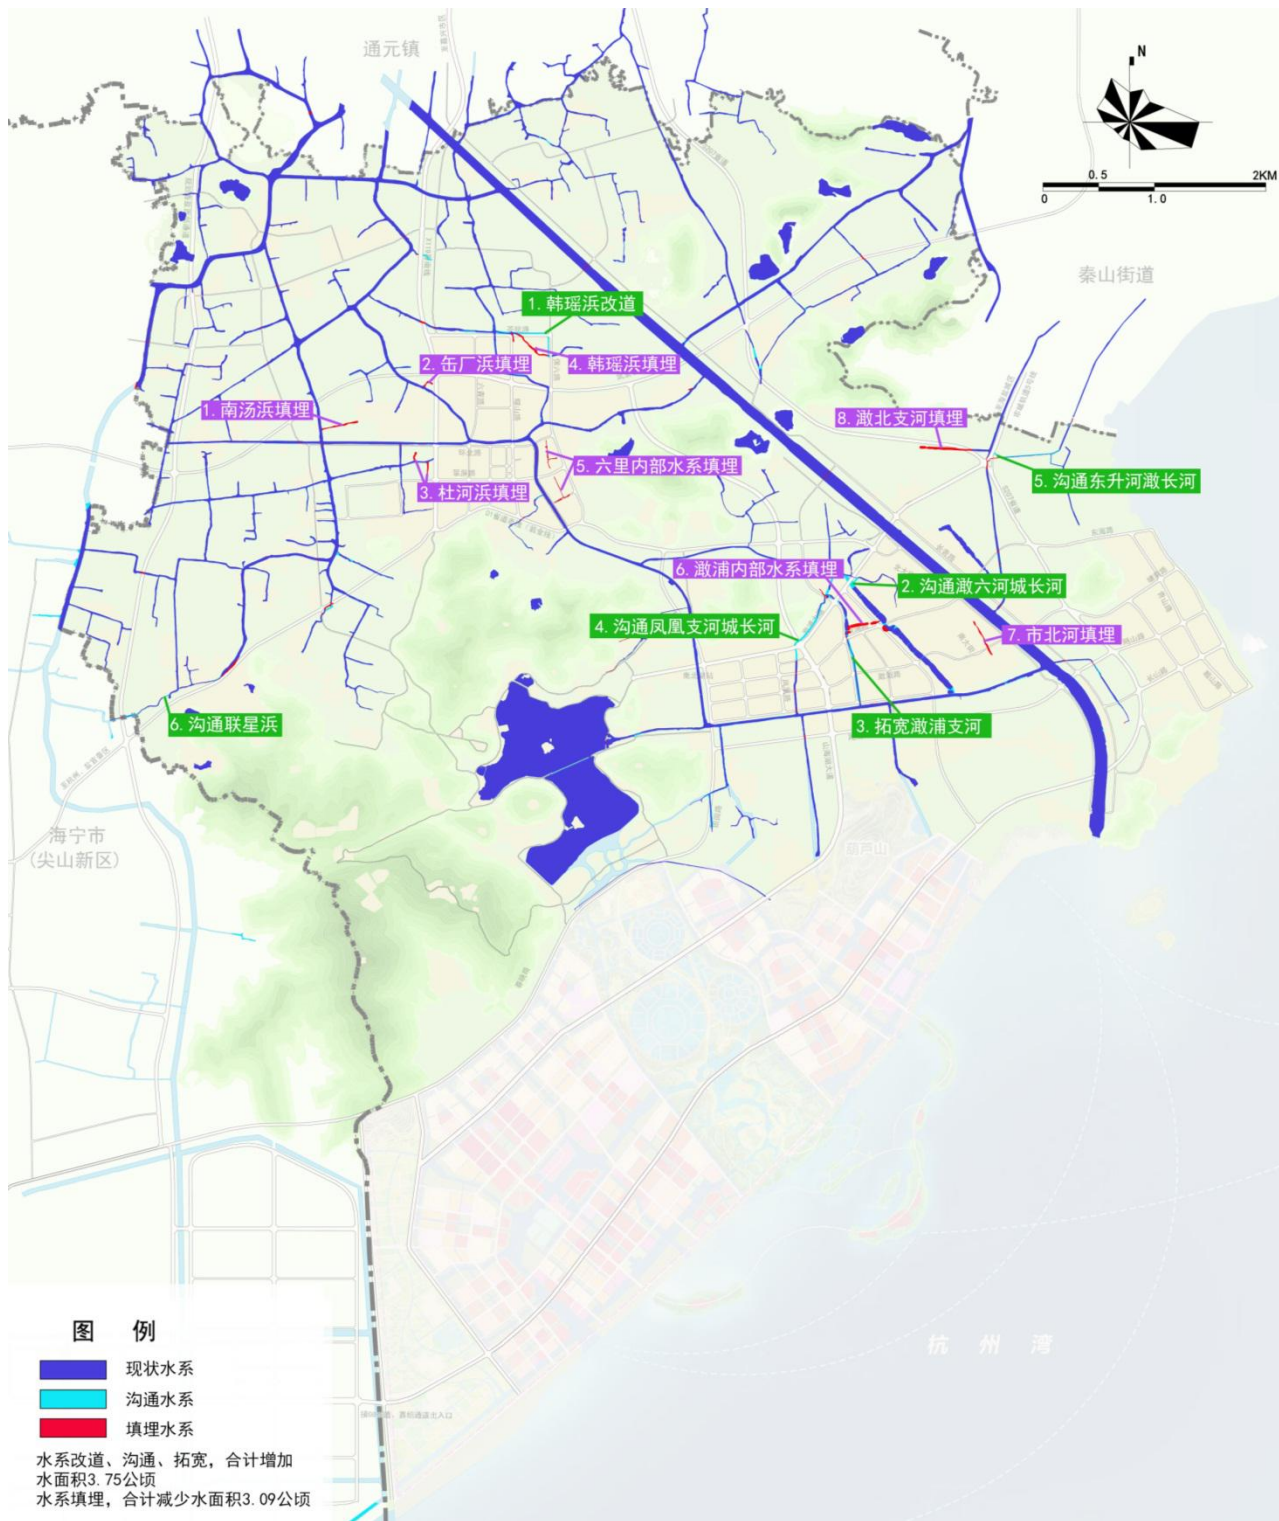 通元镇
N
0.5
2KM
0
1.0
秦山街道
1.韩瑶浜改道
2.缶厂浜填埋
4.韩瑶浜填埋
1.南汤浜填埋
8.澉北支河填埋
5.六里内部水系填埋
3.杜河浜填埋
5.沟通东升河澉长河
6.澉浦内部水系填埋
2.沟通澉六河城长河
4.沟通凤凰支河城长河
7.市北河填埋
6.沟通联星浜
3.拓宽澉浦支河
海宁市
(尖山新区)
葫芦山
杭州湾
图 例
现状水系
沟通水系
填埋水系
水系改道、沟通、拓宽，合计增加
水面积3.75公顷
水系填埋，合计减少水面积3.09公顷